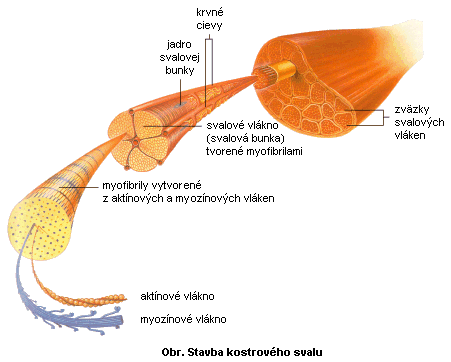 krvné
cievy
jadro
svalovej
bunky
zväzky
svalových
vláken
svalové vlákno
(svalová bunka)
tvorené myofibrilami
myofibrily vytvorené
z aktínových a myozínových vláken
aktínové vlákno
myozínové vlákno
Obr. Stavba kostrového svalu